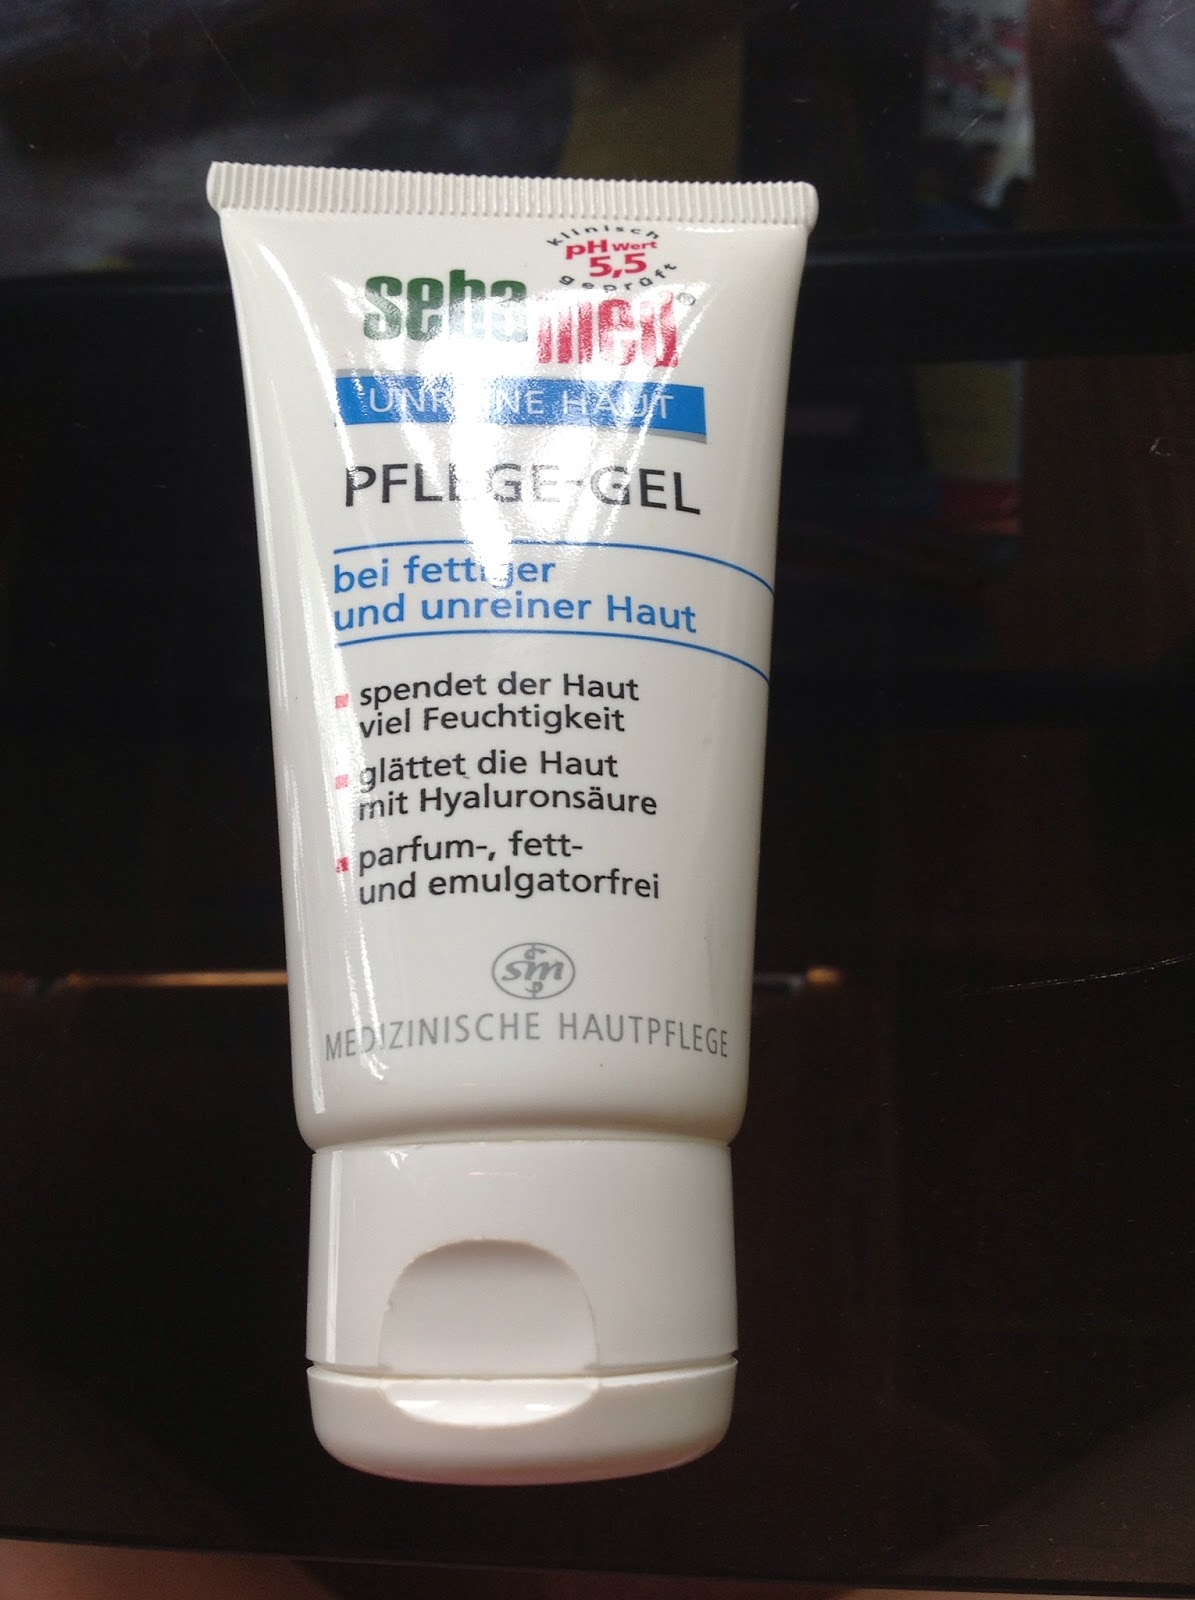 klinisch
pH Wert
5,5
geprüft
sebamed®
UNREINE HAUT
PFLEGE-GEL
bei fettiger
und unreiner Haut
spendet der Haut
viel Feuchtigkeit
glättet die Haut
mit Hyaluronsäure
parfum-, fett-
und emulgatorfrei
sm
MEDIZINISCHE HAUTPFLEGE